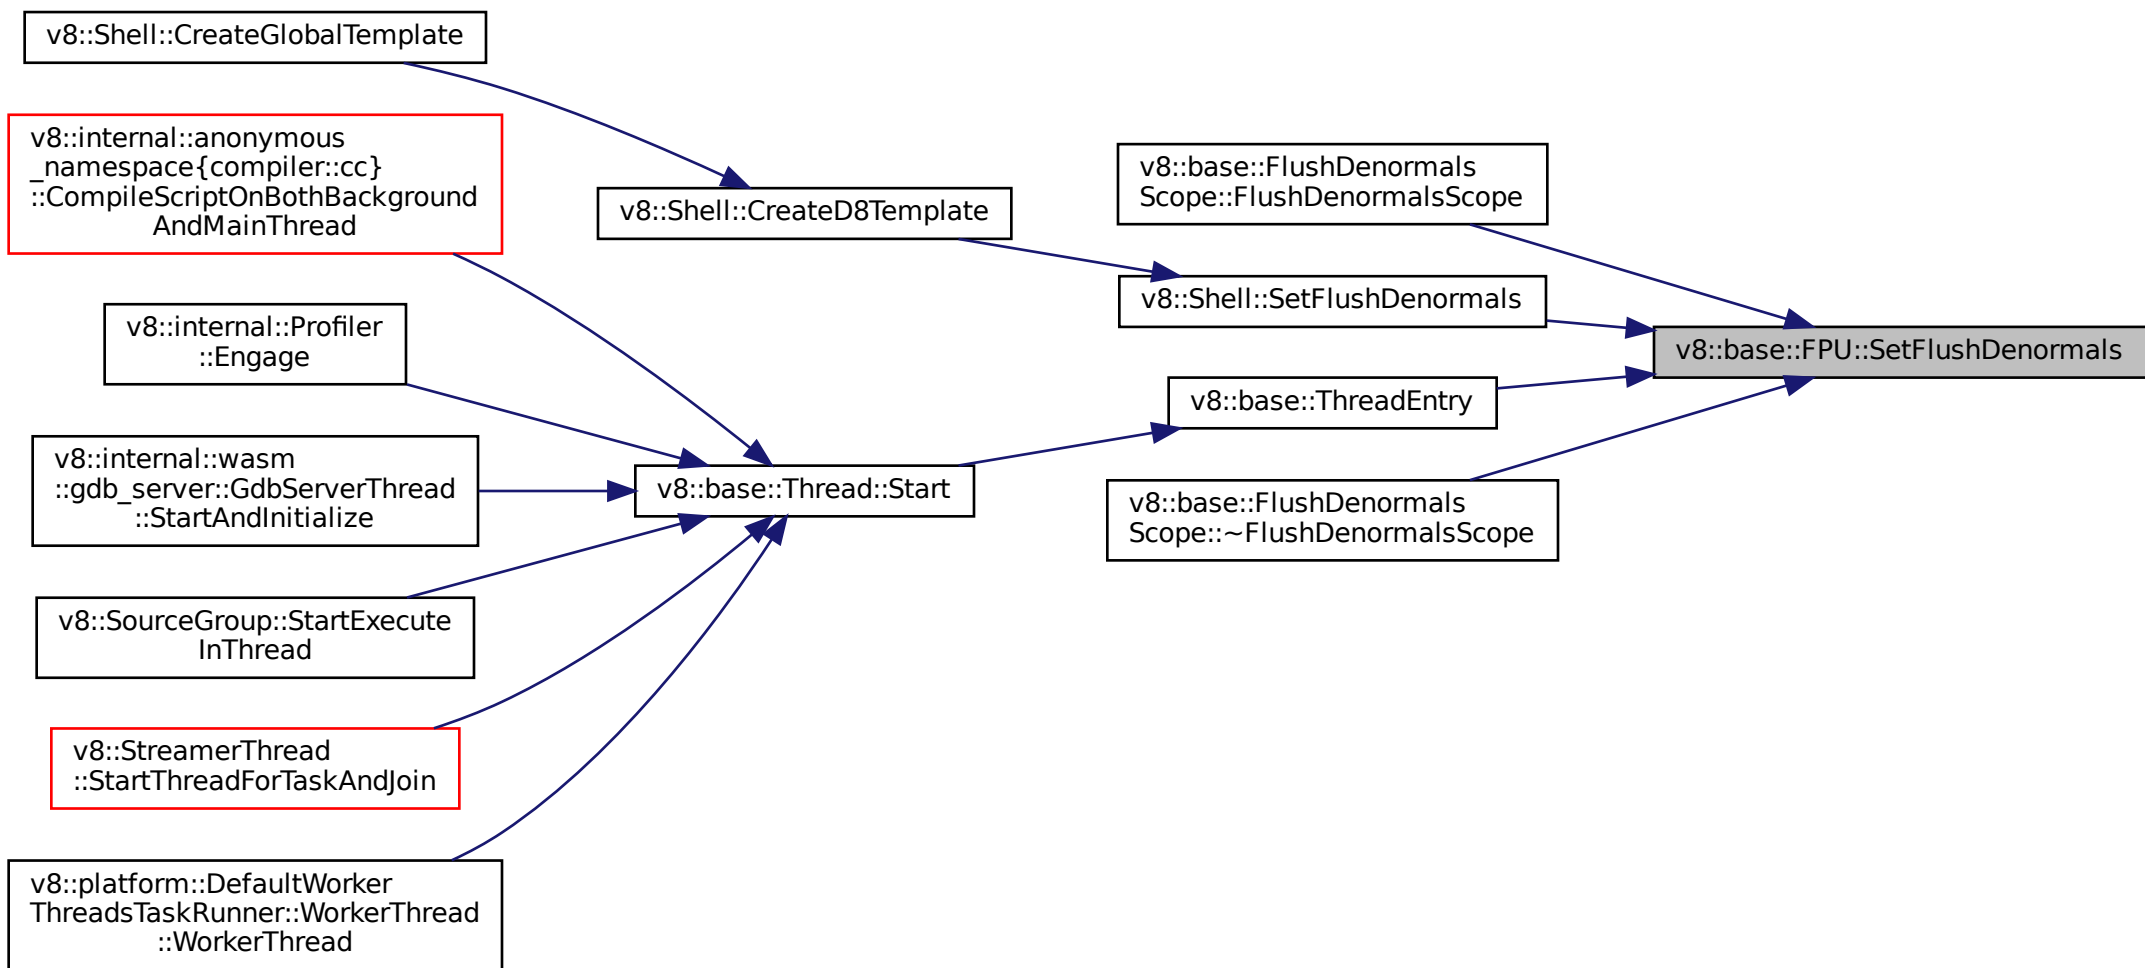 v8::Shell::CreateGlobalTemplate
v8::internal::anonymous
_namespace{compiler::cc}
::CompileScriptOnBothBackground
AndMainThread
v8::internal::Profiler
::Engage
v8::internal::wasm
::gdb_server::GdbServerThread
::StartAndInitialize
v8::SourceGroup::StartExecute
InThread
v8::StreamerThread
::StartThreadForTaskAndJoin
v8::platform::DefaultWorker
ThreadsTaskRunner::WorkerThread
::WorkerThread
v8::Shell::CreateD8Template
v8::base::Thread::Start
v8::base::FlushDenormals
Scope::FlushDenormalsScope
v8::Shell::SetFlushDenormals
v8::base::ThreadEntry
v8::base::FlushDenormals
Scope::~FlushDenormalsScope
v8::base::FPU::SetFlushDenormals